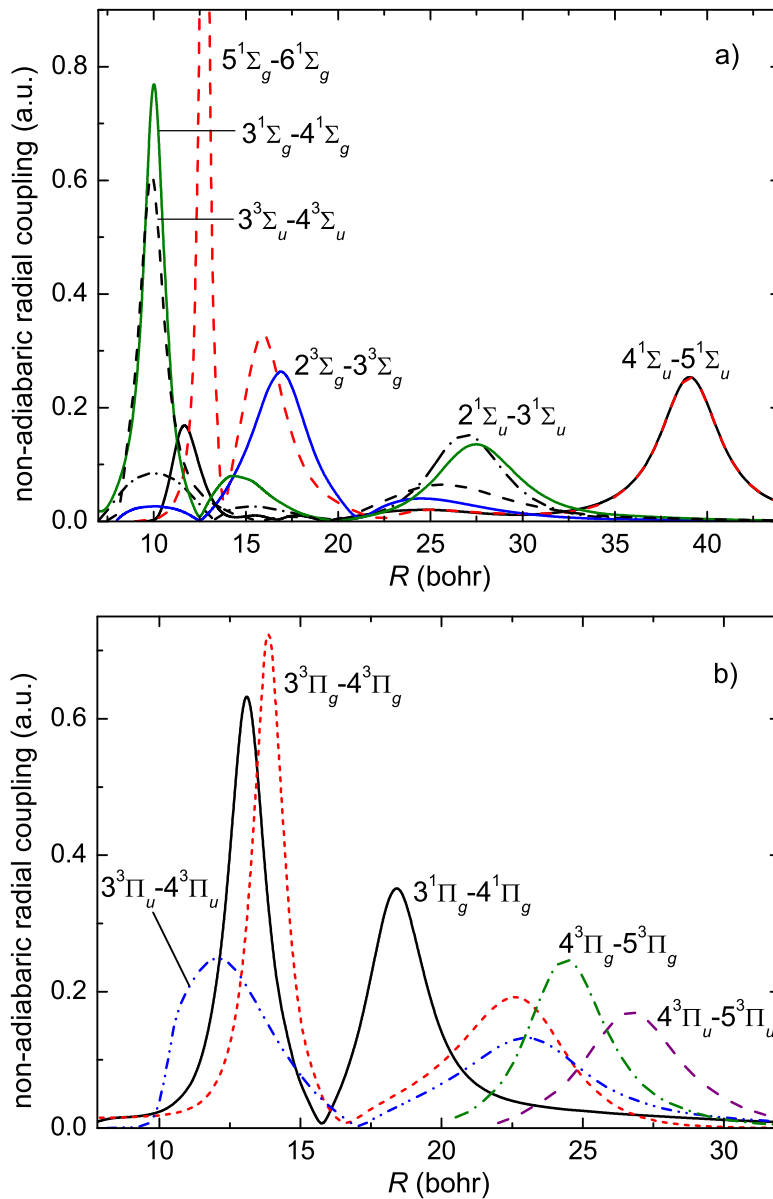 a)
5¹Σg-6¹Σg
3¹Σg-4¹Σg
3³Σu-4³Σu
2³Σg-3³Σg
4¹Σu-5¹Σu
2¹Σu-3¹Σu
non-adiabaric radial coupling (a.u.)
0.8
0.6
0.4
0.2
0.0
10 15 20 25 30 35 40
R (bohr)
b)
3³Πg-4³Πg
3³Πu-4³Πu
3¹Πg-4¹Πg
4³Πg-5³Πg
4³Πu-5³Πu
non-adiabaric radial coupling (a.u.)
0.6
0.4
0.2
0.0
10 15 20 25 30
R (bohr)